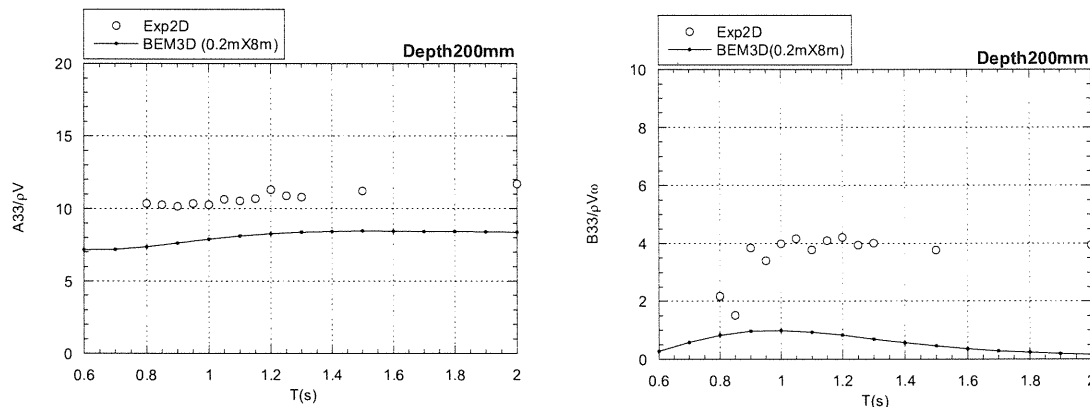 Exp2D
BEM3D (0.2mX8m)
Depth200mm
20
15
10
5
0
A33/ρV
0.6 0.8 1 1.2 1.4 1.6 1.8 2
T(s)
Exp2D
BEM3D(0.2mX8m)
Depth200mm
10
8
6
4
2
0
B33/ρVω
0.6 0.8 1 1.2 1.4 1.6 1.8 2
T(s)